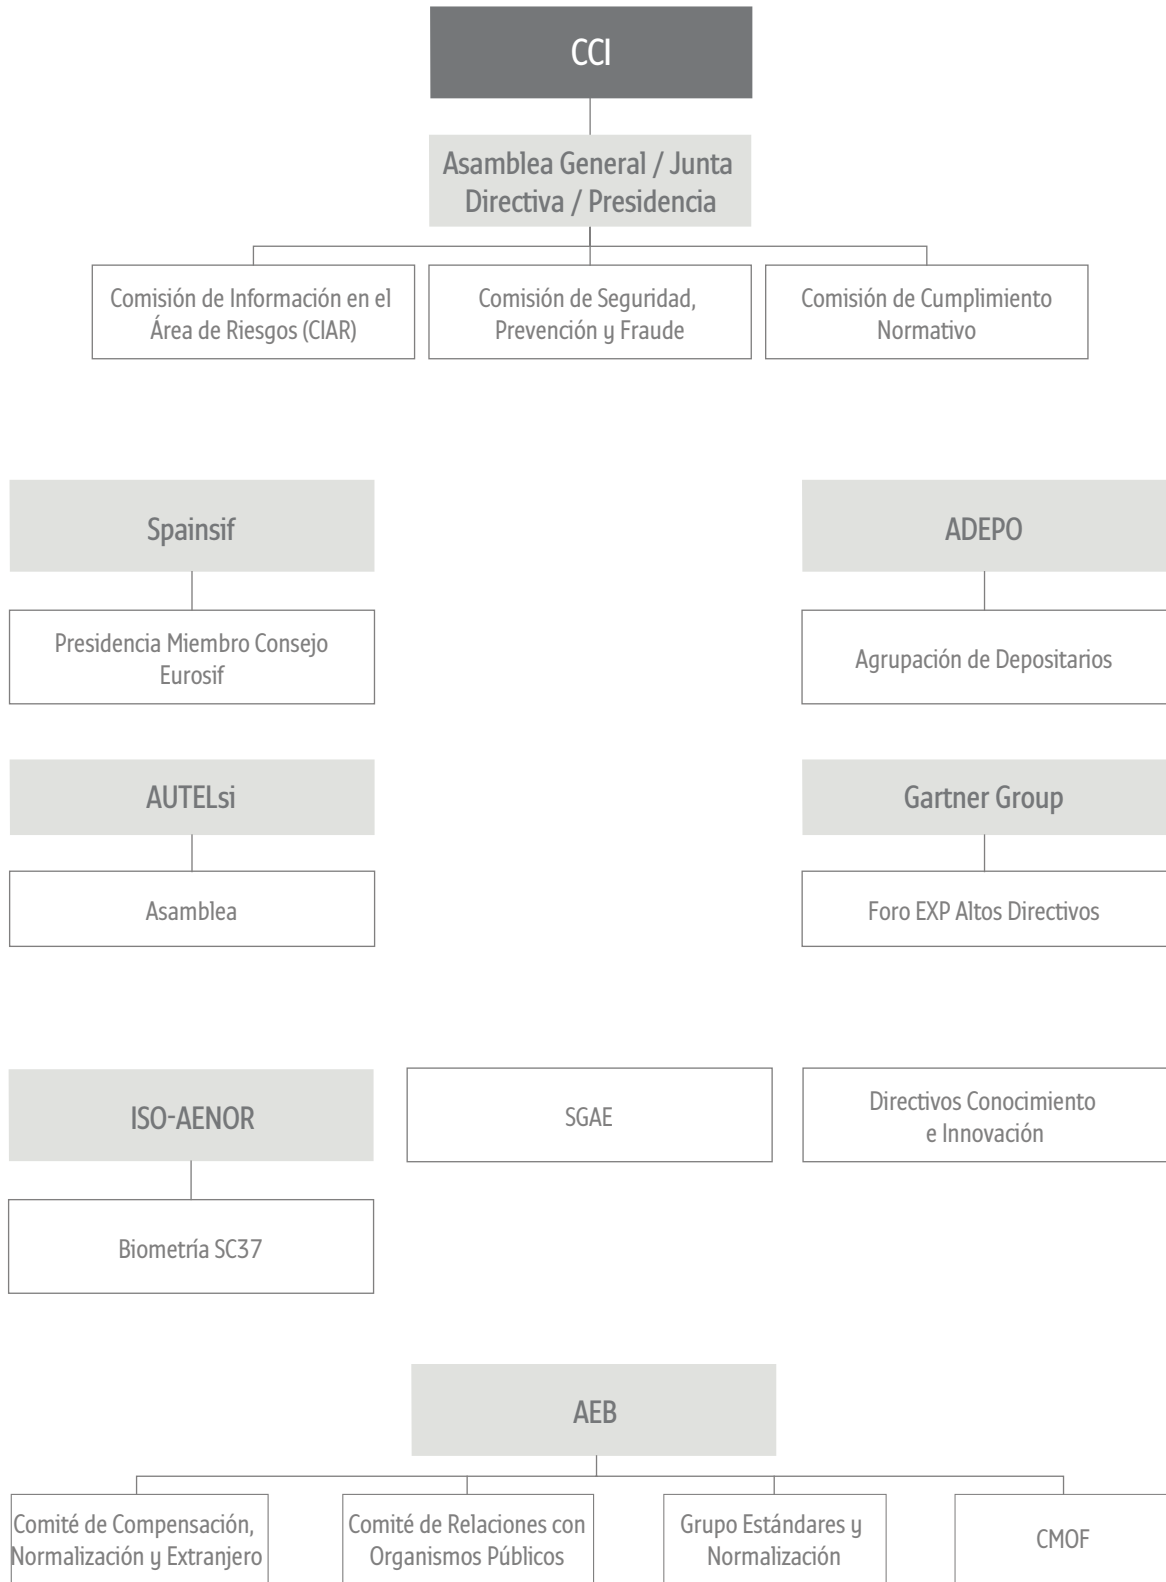 CCI
Asamblea General / Junta
Directiva / Presidencia
Comisión de Información en el
Área de Riesgos (CIAR)
Comisión de Seguridad,
Prevención y Fraude
Comisión de Cumplimiento
Normativo
Spainsif
ADEPO
Presidencia Miembro Consejo
Eurosif
Agrupación de Depositarios
AUTELsi
Gartner Group
Asamblea
Foro EXP Altos Directivos
ISO-AENOR
SGAE
Directivos Conocimiento
e Innovación
Biometría SC37
AEB
Comité de Compensación,
Normalización y Extranjero
Comité de Relaciones con
Organismos Públicos
Grupo Estándares y
Normalización
CMOF